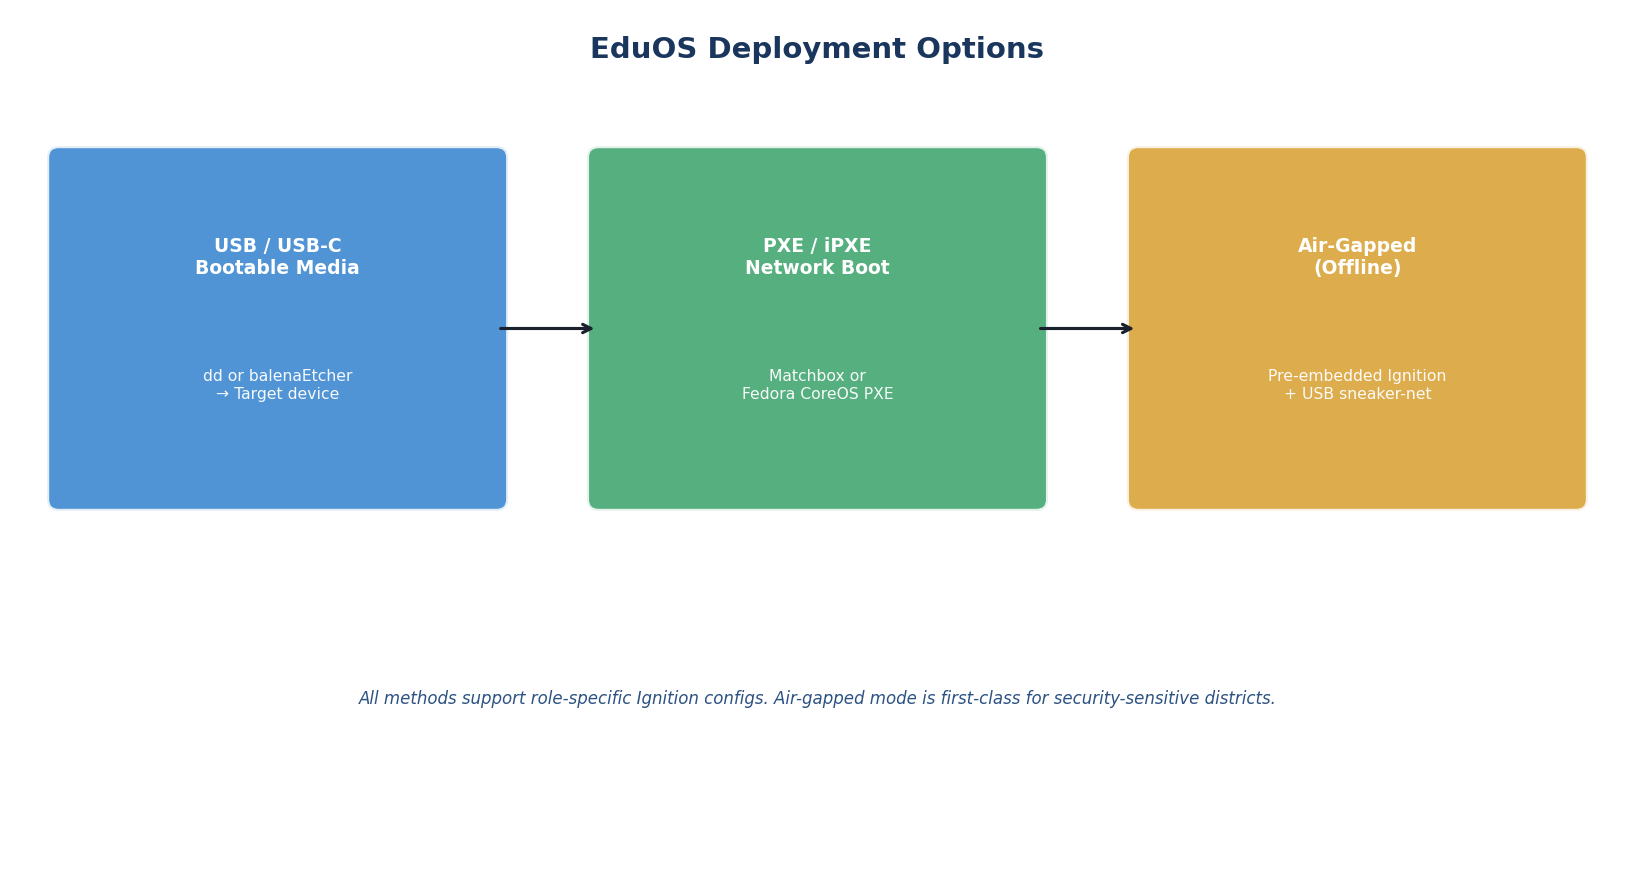 EduOS Deployment Options
USB / USB-C
Bootable Media
dd or balenaEtcher
→ Target device
PXE / iPXE
Network Boot
Matchbox or
Fedora CoreOS PXE
Air-Gapped
(Offline)
Pre-embedded Ignition
+ USB sneaker-net
All methods support role-specific Ignition configs. Air-gapped mode is first-class for security-sensitive districts.